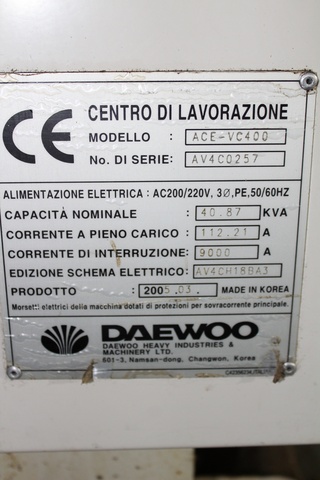 CE CENTRO DI LAVORAZIONE
MODELLO : ACE-VC400
No. DI SERIE: AV4C0257
ALIMENTAZIONE ELETTRICA : AC200/220V, 3Ø,PE,50/60HZ
CAPACITÀ NOMINALE : 40.87 KVA
CORRENTE A PIENO CARICO : 112.21 A
CORRENTE DI INTERRUZIONE: 9000 A
EDIZIONE SCHEMA ELETTRICO: AV4CH18BA3
PRODOTTO : 2005.03. MADE IN KOREA
Morsetti elettrici della macchina dotati di protezioni per sovracorrente principale.
DAEWOO
DAEWOO HEAVY INDUSTRIES &
MACHINERY LTD.
601-3, Namsan-dong, Changwon, Korea